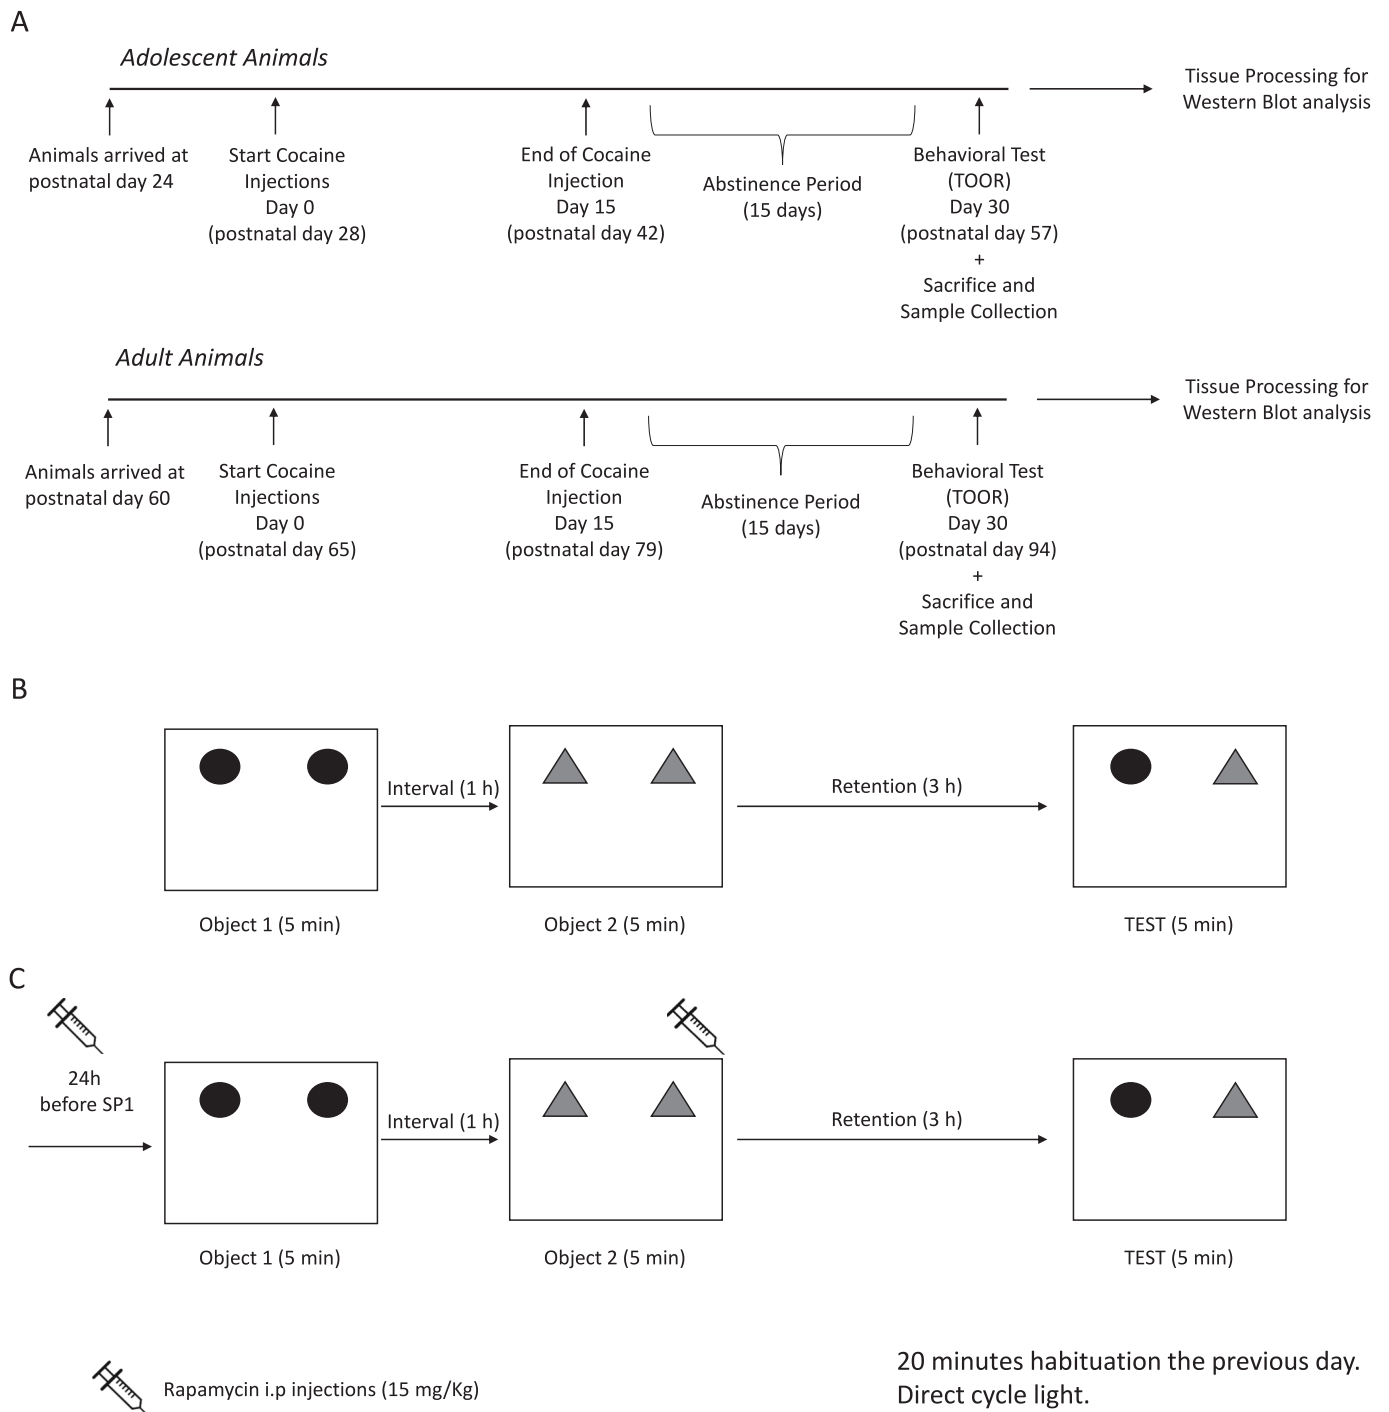 A
Adolescent Animals
Tissue Processing for
Western Blot analysis
Animals arrived at
postnatal day 24
Start Cocaine
Injections
Day 0
(postnatal day 28)
End of Cocaine
Injection
Day 15
(postnatal day 42)
Abstinence Period
(15 days)
Behavioral Test
(TOOR)
Day 30
(postnatal day 57)
+
Sacrifice and
Sample Collection
Adult Animals
Tissue Processing for
Western Blot analysis
Animals arrived at
postnatal day 60
Start Cocaine
Injections
Day 0
(postnatal day 65)
End of Cocaine
Injection
Day 15
(postnatal day 79)
Abstinence Period
(15 days)
Behavioral Test
(TOOR)
Day 30
(postnatal day 94)
+
Sacrifice and
Sample Collection
B
Interval (1 h)
Retention (3 h)
Object 1 (5 min)
Object 2 (5 min)
TEST (5 min)
C
24h
before SP1
Interval (1 h)
Retention (3 h)
Object 1 (5 min)
Object 2 (5 min)
TEST (5 min)
Rapamycin i.p injections (15 mg/Kg)
20 minutes habituation the previous day.
Direct cycle light.